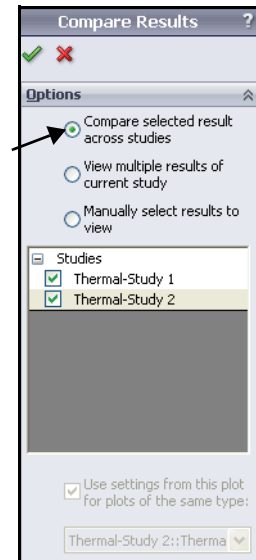 Compare Results ?
Options
Compare selected result
across studies
View multiple results of
current study
Manually select results to
view
Studies
Thermal-Study 1
Thermal-Study 2
Use settings from this plot
for plots of the same type:
Thermal-Study 2::Therma